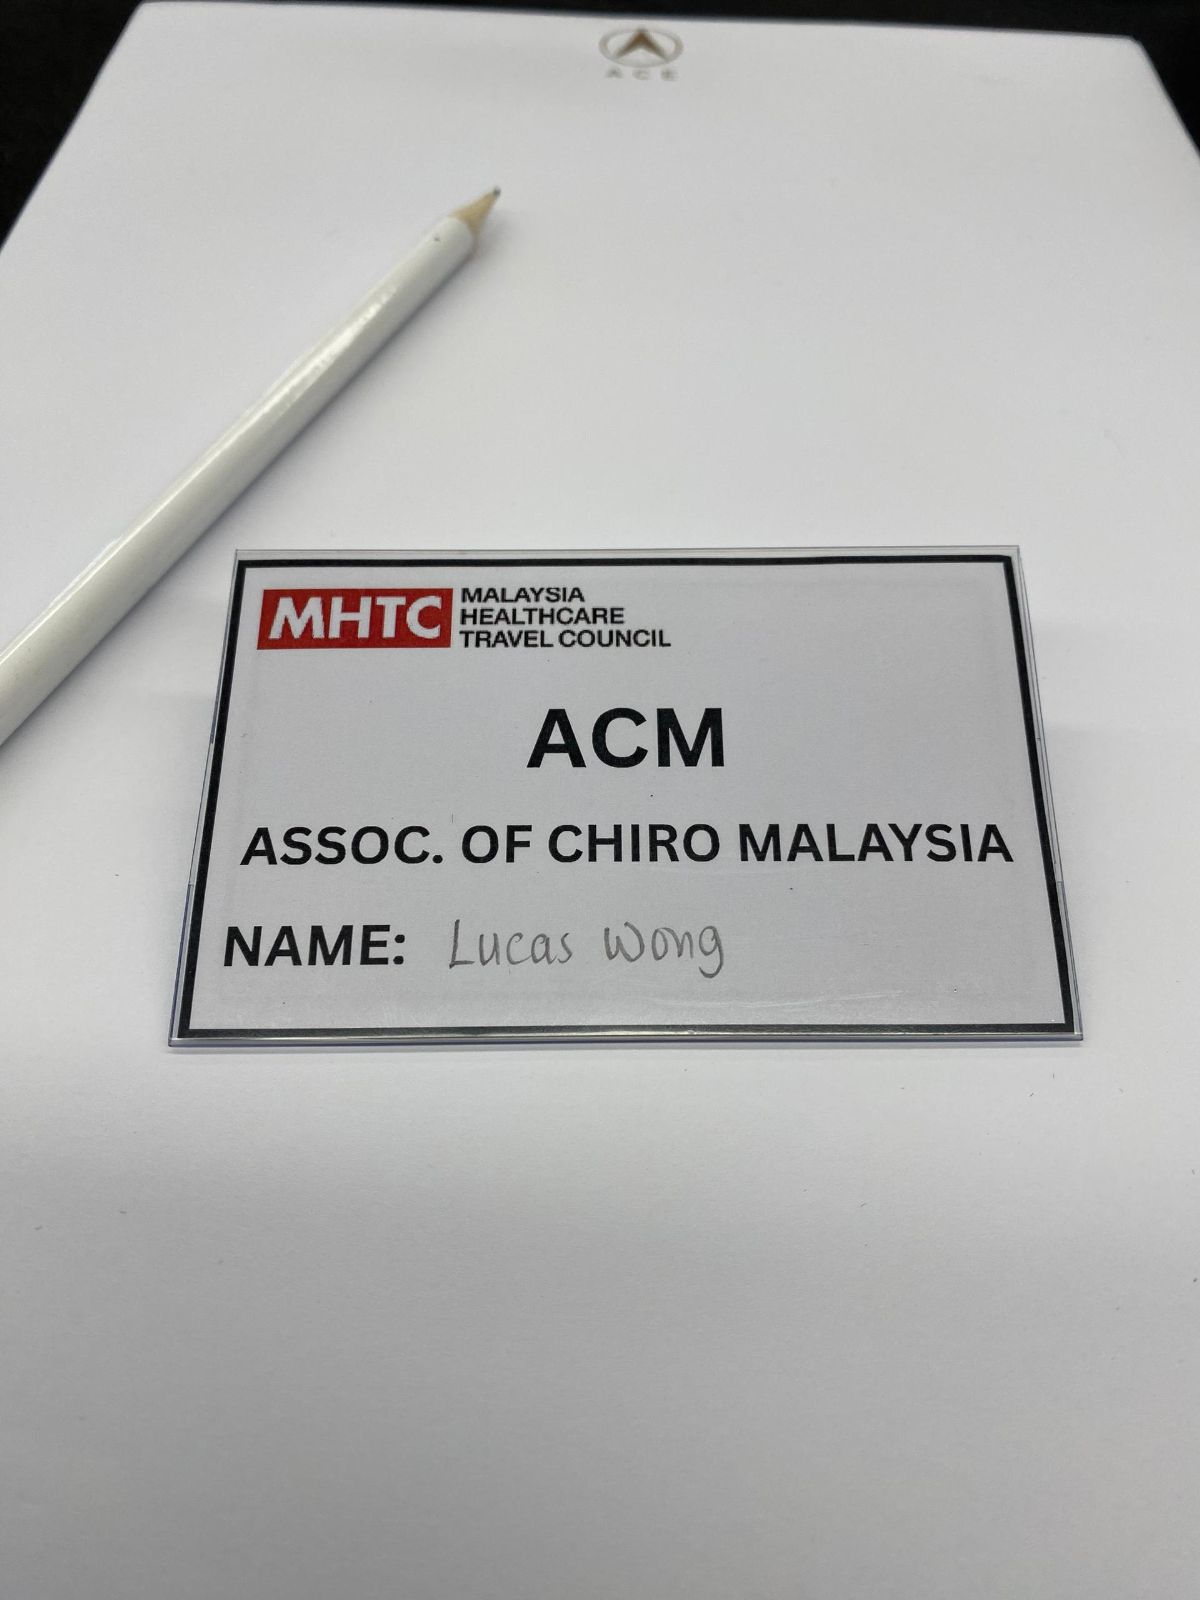 ACE
MHTC
MALAYSIA
HEALTHCARE
TRAVEL COUNCIL
ACM
ASSOC. OF CHIRO MALAYSIA
NAME: Lucas Wong